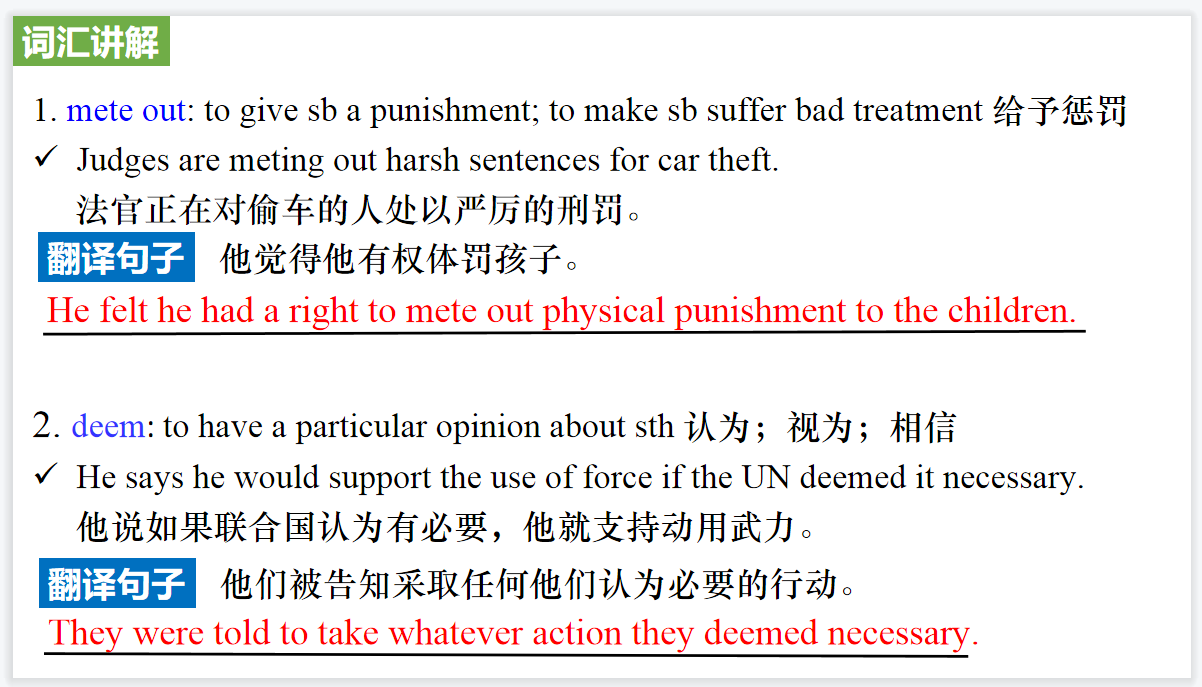 词汇讲解
1. mete out: to give sb a punishment; to make sb suffer bad treatment 给予惩罚
✓ Judges are meting out harsh sentences for car theft.
法官正在对偷车的人处以严厉的刑罚。
翻译句子 他觉得他有权体罚孩子。
He felt he had a right to mete out physical punishment to the children.
2. deem: to have a particular opinion about sth 认为；视为；相信
✓ He says he would support the use of force if the UN deemed it necessary.
他说如果联合国认为有必要，他就支持动用武力。
翻译句子 他们被告知采取任何他们认为必要的行动。
They were told to take whatever action they deemed necessary.